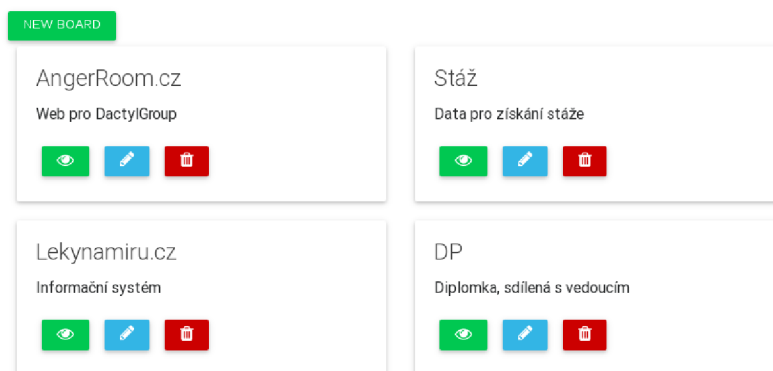 NEW BOARD
AngerRoom.cz
Web pro DactylGroup
Stáž
Data pro získání stáže
Lekynamiru.cz
Informační systém
DP
Diplomka, sdílená s vedoucím